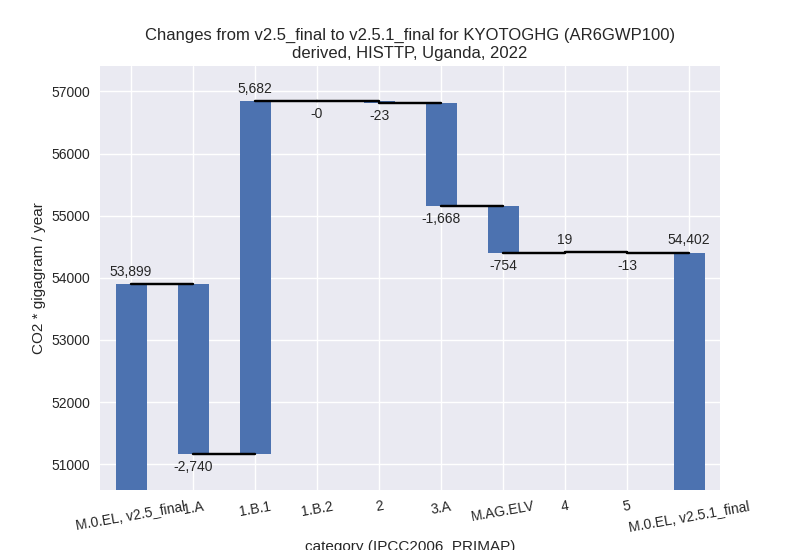 Changes from v2.5_final to v2.5.1_final for KYOTOGHG (AR6GWP100)
derived, HISTTP, Uganda, 2022
57000
56000
55000
54000
53000
52000
51000
CO2 * gigagram / year
53,899
-2,740
5,682
-0
-23
-1,668
-754
19
-13
54,402
M.0.EL, v2.5_final
1.A
1.B.1
1.B.2
2
3.A
M.AG.ELV
4
5
M.0.EL, v2.5.1_final
category (IPCC2006_PRIMAP)